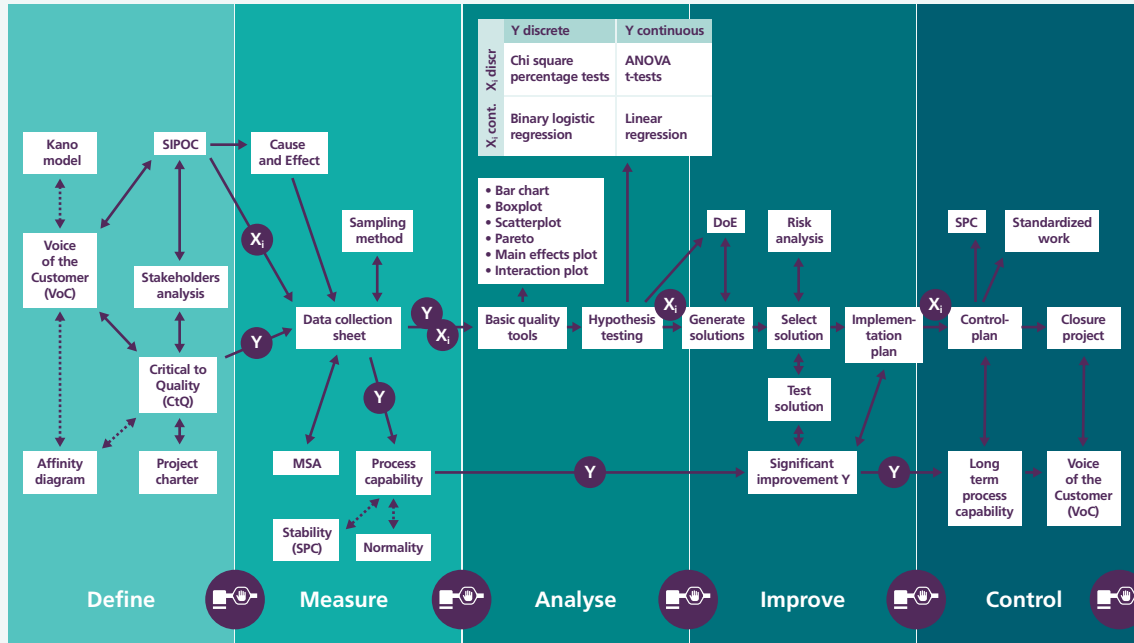 Y discrete
Y continuous
Xi discr
Chi square
percentage tests
ANOVA
t-tests
Xi cont.
Binary logistic
regression
Linear
regression
Kano
model
SIPOC
Cause
and Effect
• Bar chart
• Boxplot
• Scatterplot
• Pareto
• Main effects plot
• Interaction plot
Sampling
method
DoE
Risk
analysis
SPC
Standardized
work
Voice
of the
Customer
(VoC)
Xi
Stakeholders
analysis
Data collection
sheet
Y
Xi
Basic quality
tools
Hypothesis
testing
Xi
Generate
solutions
Select
solution
Implemen-
tation
plan
Xi
Control-
plan
Closure
project
Y
Critical to
Quality
(CtQ)
Y
Test
solution
Affinity
diagram
Project
charter
MSA
Process
capability
Y
Significant
improvement Y
Y
Long
term
process
capability
Voice
of the
Customer
(VoC)
Stability
(SPC)
Normality
Define
Measure
Analyse
Improve
Control